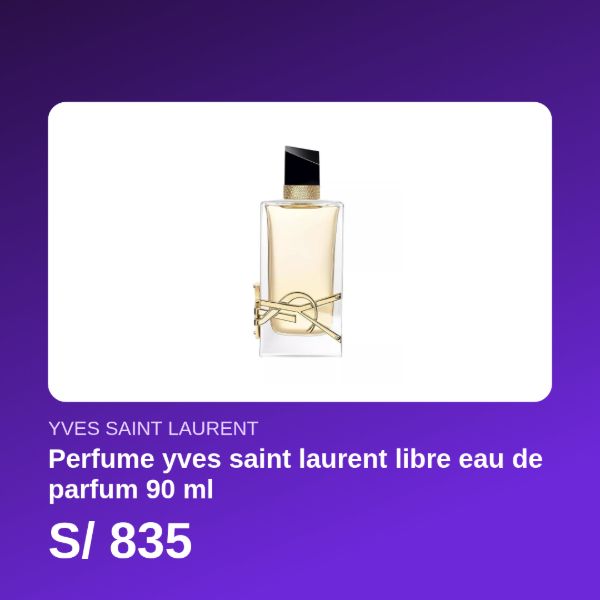 YVES SAINT LAURENT
Perfume yves saint laurent libre eau de
parfum 90 ml
S/ 835